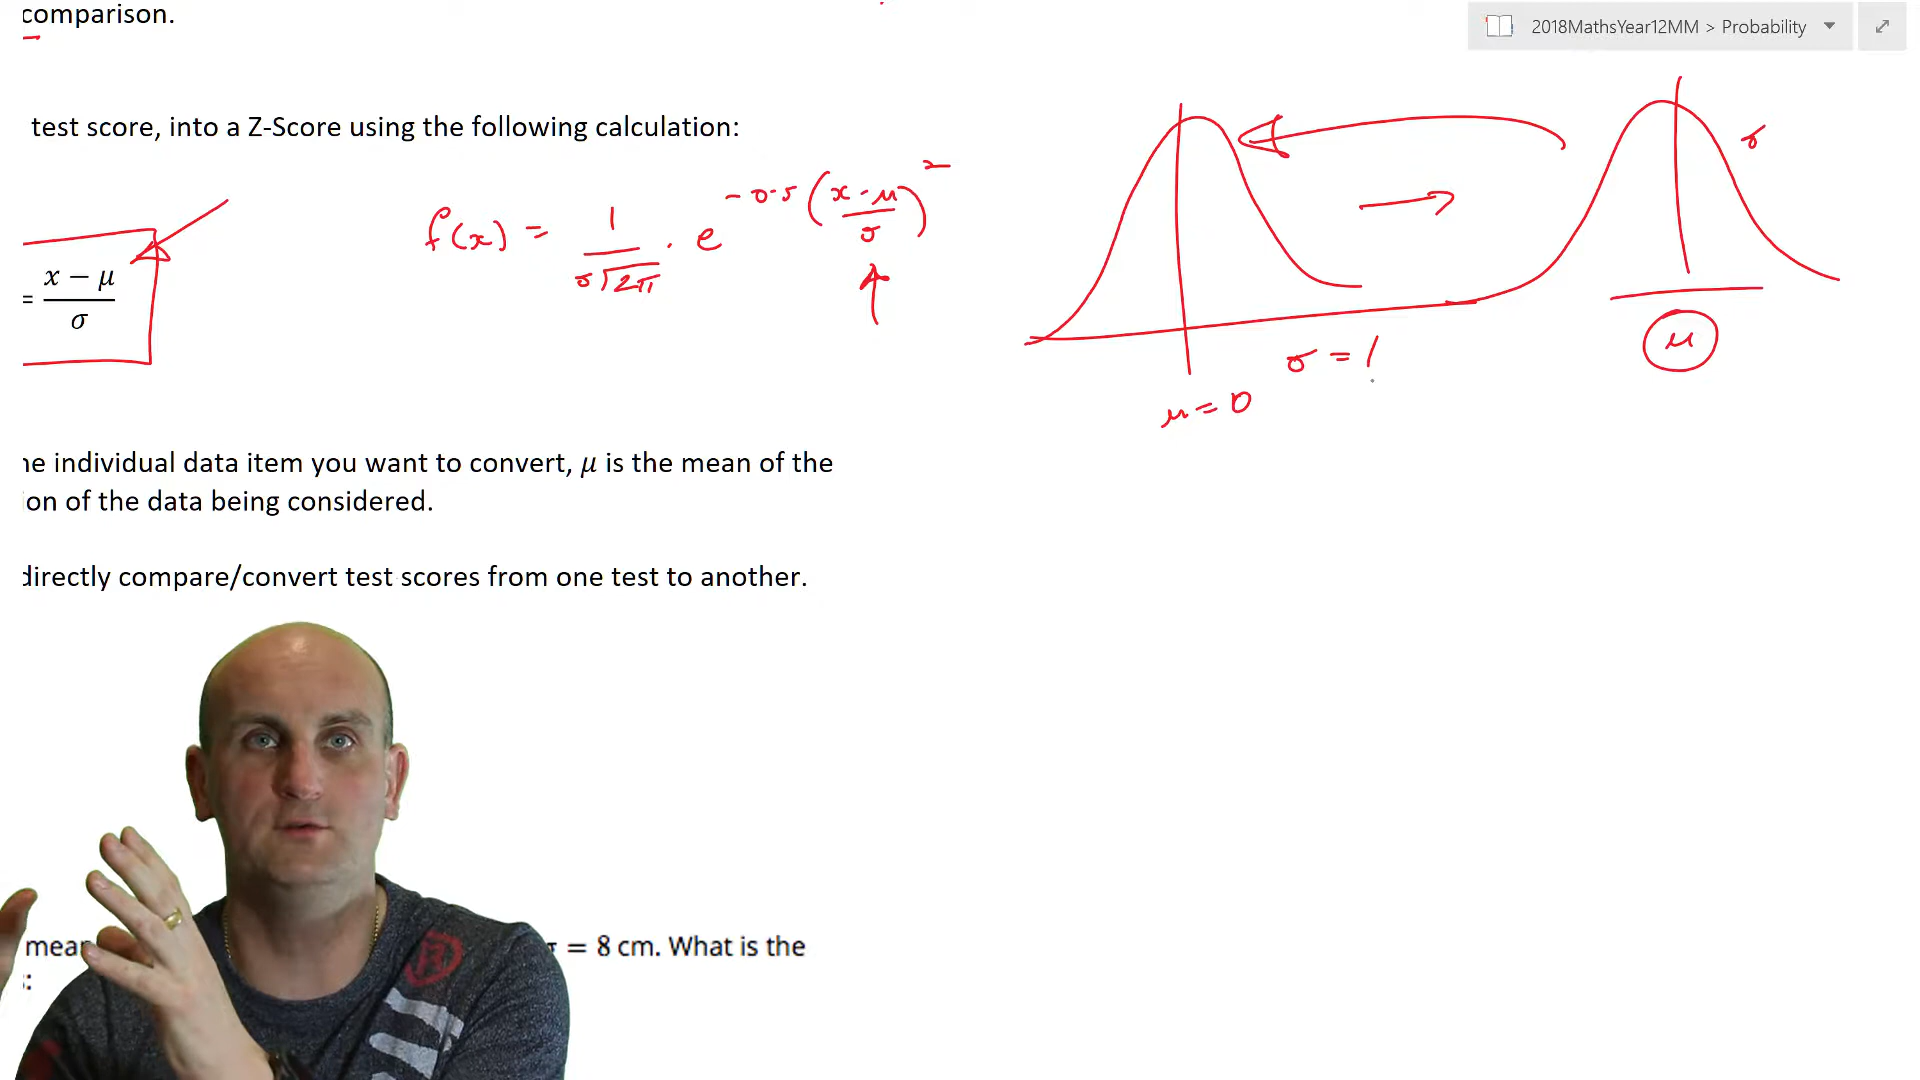 comparison.
2018MathsYear12MM > Probability
test score, into a Z-Score using the following calculation:
f(x) = 1/(σ√2π) · e^(-0.5((x-μ)/σ)^2)
σ
= (x − μ)/σ
μ
σ = 1
μ = 0
he individual data item you want to convert, μ is the mean of the
ion of the data being considered.
directly compare/convert test scores from one test to another.
mean
= 8 cm. What is the
: